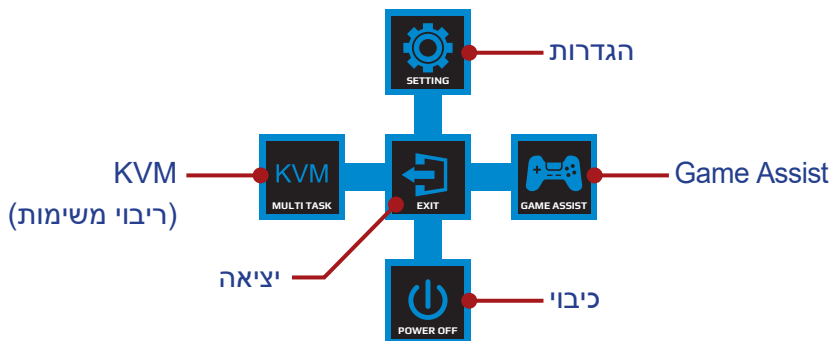 SETTING
הגדרות
KVM
(ריבוי משימות)
KVM
MULTI TASK
EXIT
GAME ASSIST
Game Assist
יציאה
POWER OFF
כיבוי